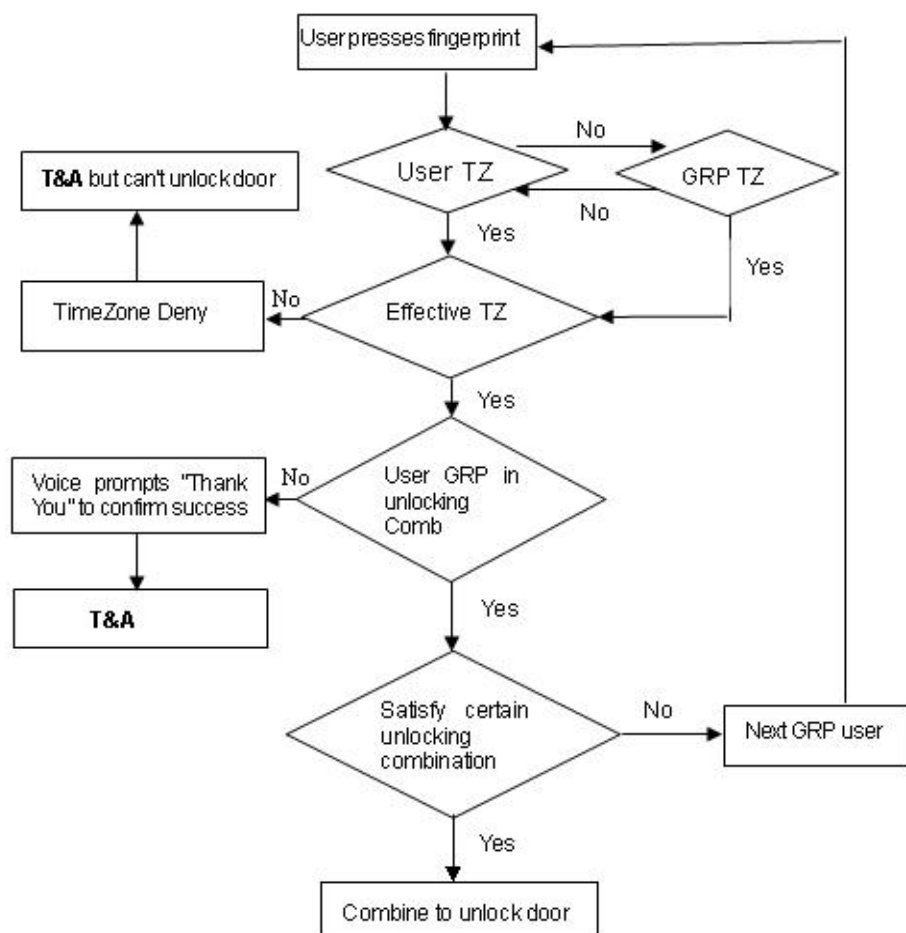 User presses fingerprint
No
User TZ
GRP TZ
No
T&A but can't unlock door
Yes
Yes
TimeZone Deny
No
Effective TZ
Yes
Voice prompts "Thank
You" to confirm success
No
User GRP in
unlocking
Comb
T&A
Yes
Satisfy certain
unlocking
combination
No
Next GRP user
Yes
Combine to unlock door